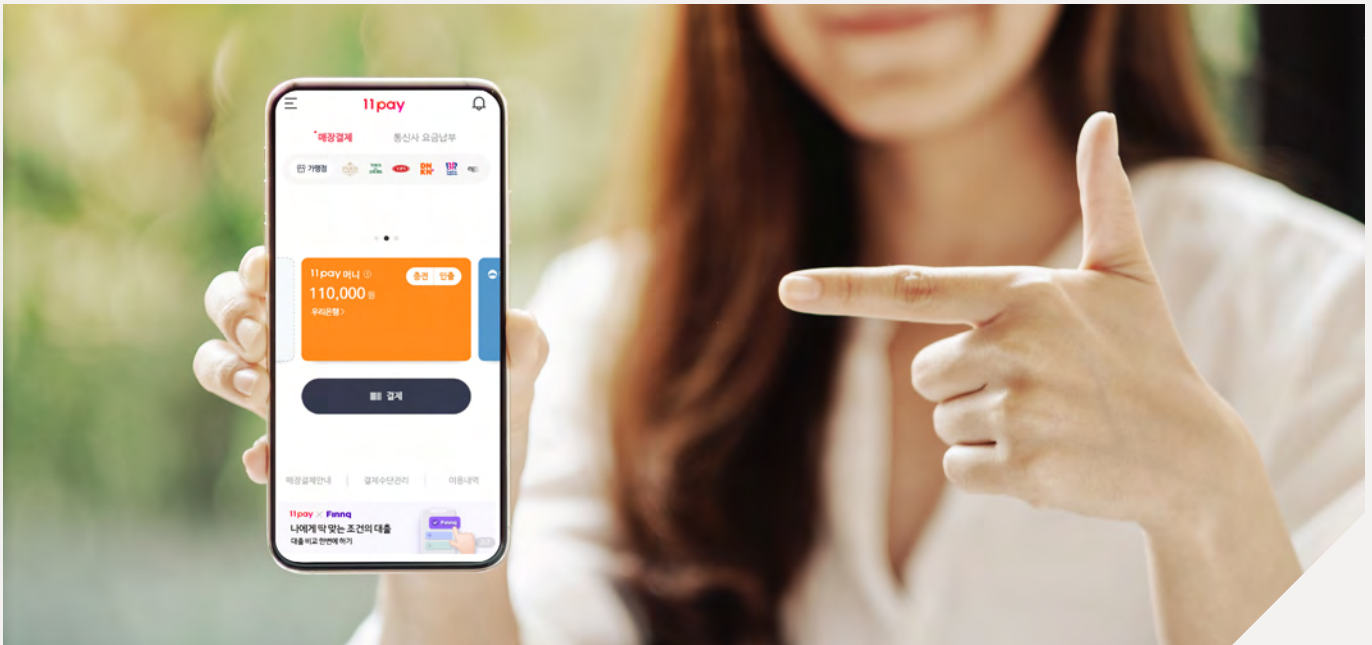 11pay
매장결제 통신사 요금납부
가맹점
11pay 머니
충전 인출
110,000 원
우리은행 >
결제
매장결제안내 결제수단관리 이용내역
11pay × Finnq
나에게 딱 맞는 조건의 대출
대출 비교 한번에 하기
Finnq